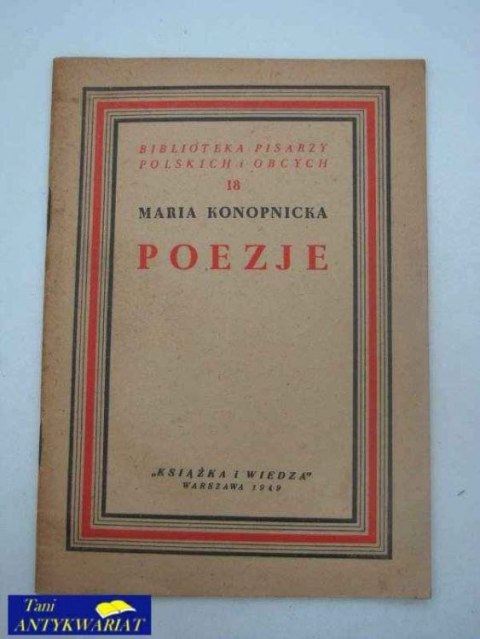 BIBLIOTEKA PISARZY
POLSKICH i OBCYCH
18
MARIA KONOPNICKA
POEZJE
„KSIĄŻKA I WIEDZA”
WARSZAWA 1949
Tani
ANTYKWARIAT